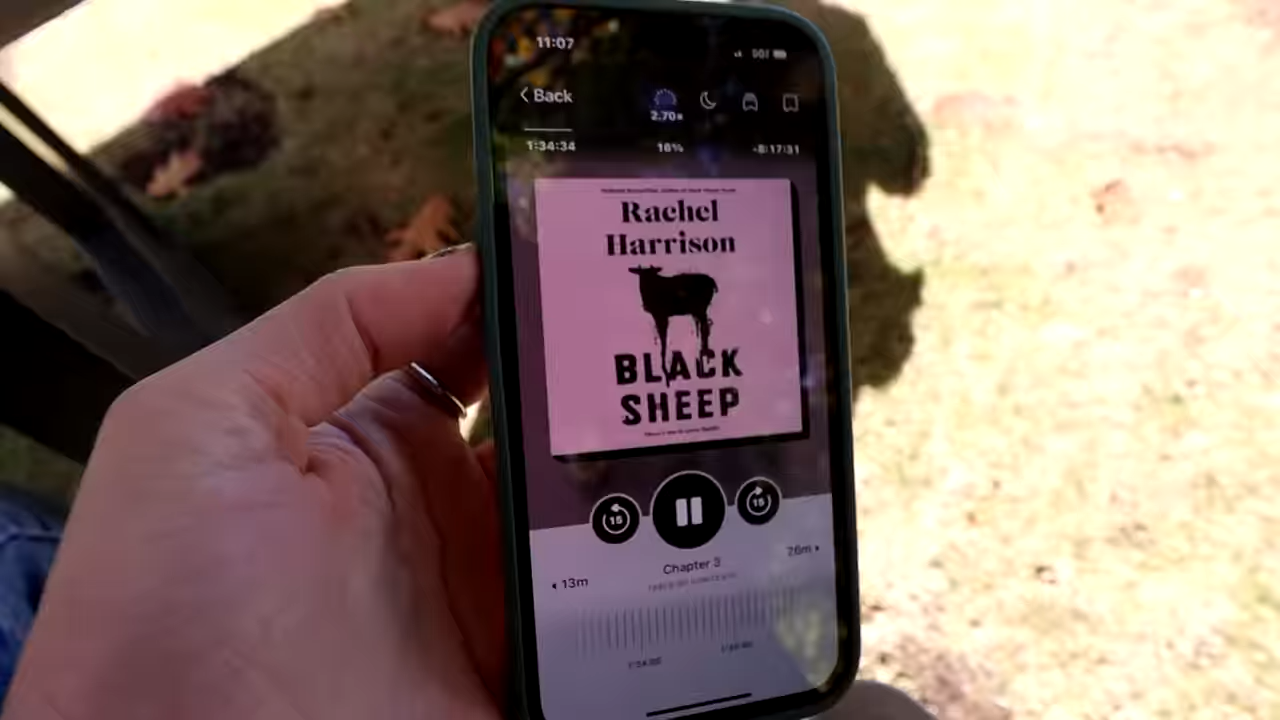 11:07
Back
2.70x
1:34:34 16% -8:17:31
Rachel
Harrison
BLACK
SHEEP
15 15
13m Chapter 3 26m